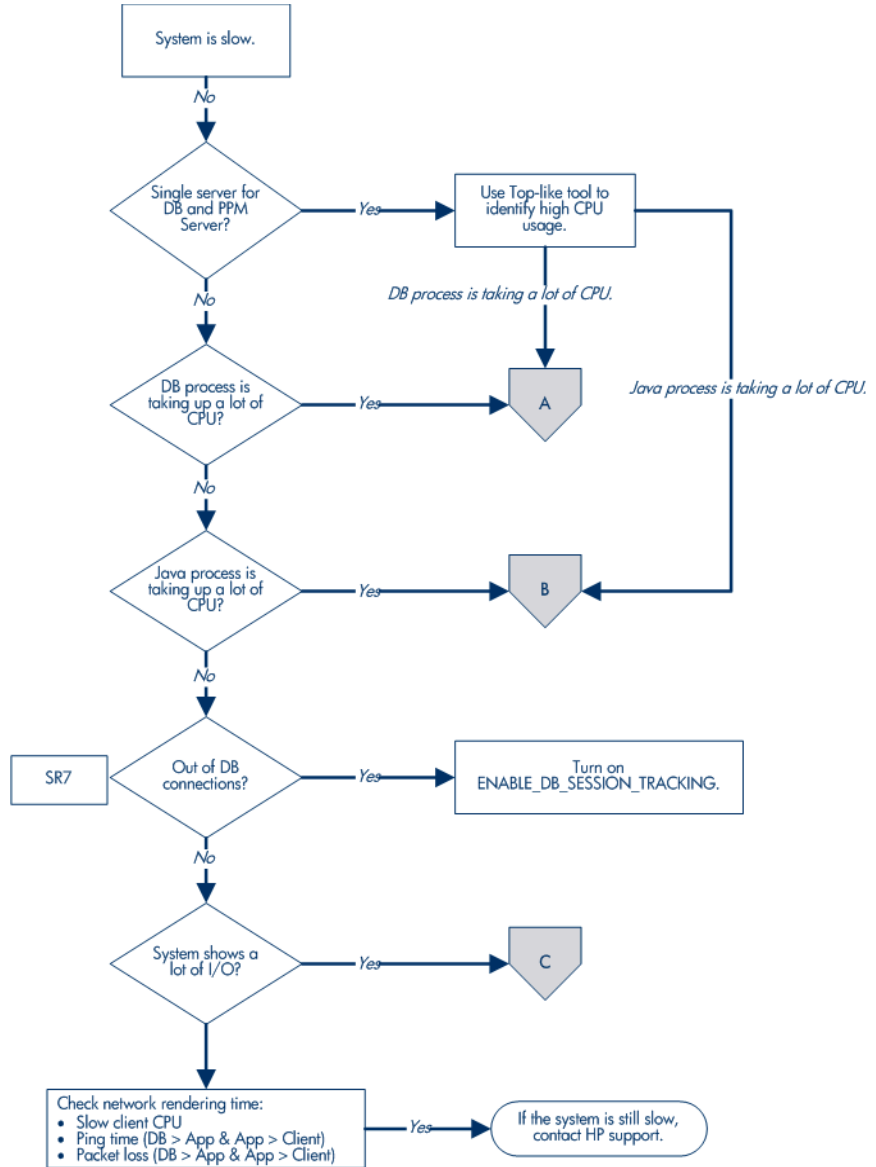 System is slow.
No
Single server for
DB and PPM
Server?
Yes
Use Top-like tool to
identify high CPU
usage.
DB process is taking a lot of CPU.
Java process is taking a lot of CPU.
No
DB process is
taking up a lot of
CPU?
Yes
A
No
Java process is
taking up a lot of
CPU?
Yes
B
No
SR7
Out of DB
connections?
Yes
Turn on
ENABLE_DB_SESSION_TRACKING.
No
System shows a
lot of I/O?
Yes
C
Check network rendering time:
• Slow client CPU
• Ping time (DB > App & App > Client)
• Packet loss (DB > App & App > Client)
Yes
If the system is still slow,
contact HP support.